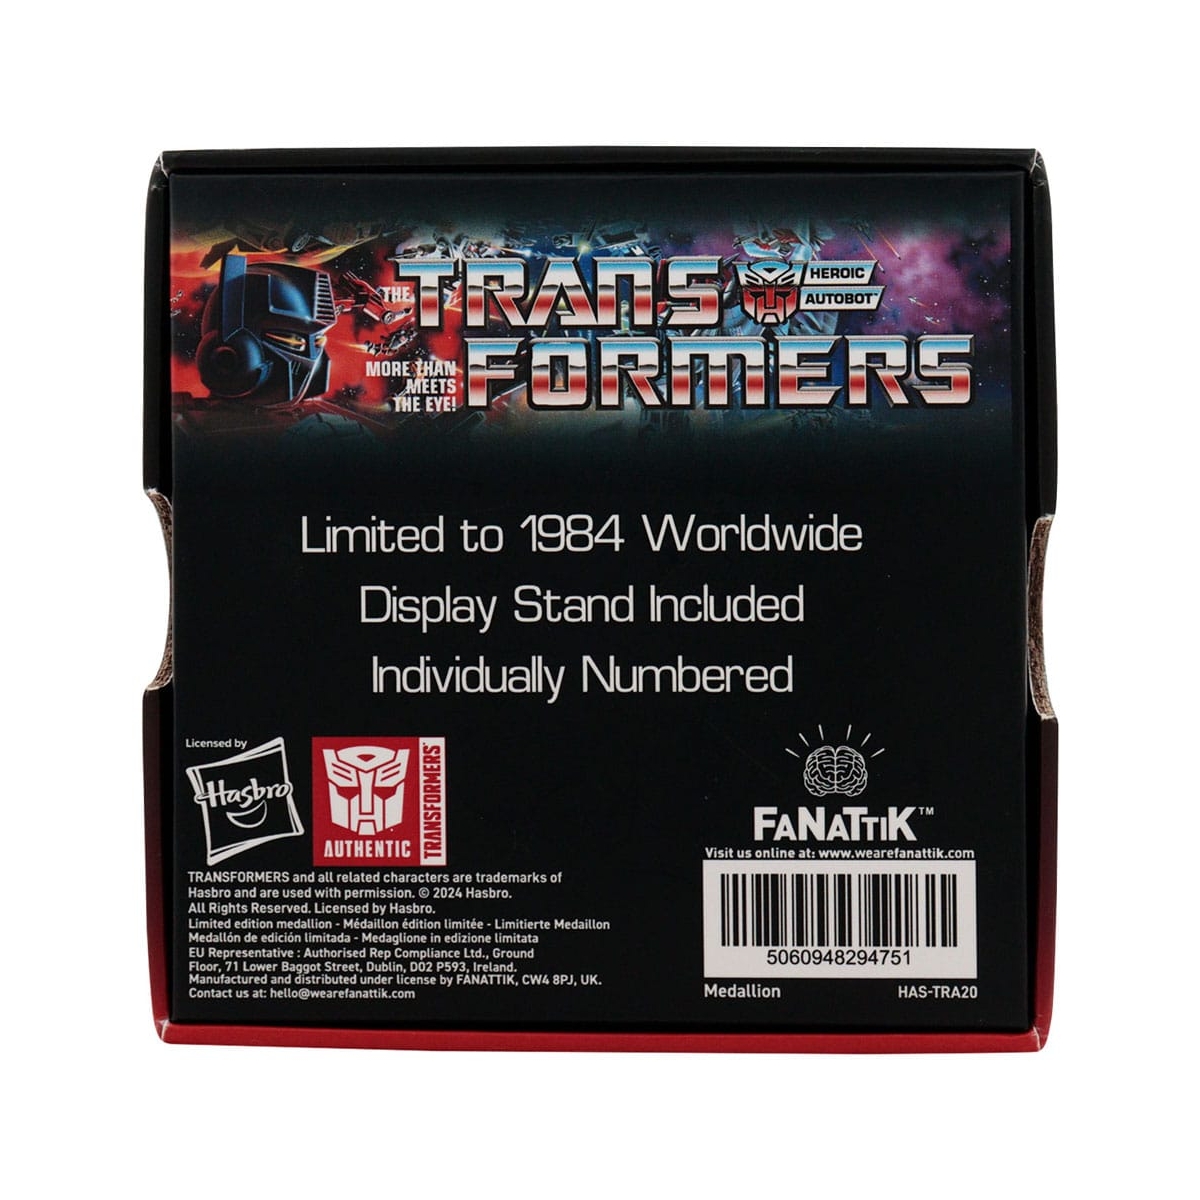 THE TRANS
HEROIC
AUTOBOT™
MORE THAN
MEETS
THE EYE!
FORMERS
Limited to 1984 Worldwide
Display Stand Included
Individually Numbered
Licensed by
Hasbro
AUTHENTIC
TRANSFORMERS
TRANSFORMERS and all related characters are trademarks of
Hasbro and are used with permission. © 2024 Hasbro.
All Rights Reserved. Licensed by Hasbro.
Limited edition medallion - Médaillon édition limitée - Limitierte Medaillon
Medallón de edición limitada - Medaglione in edizione limitata
EU Representative : Authorised Rep Compliance Ltd., Ground
Floor, 71 Lower Baggot Street, Dublin, D02 P593, Ireland.
Manufactured and distributed under license by FANATTIK, CW4 8PJ, UK.
Contact us at: hello@wearefanattik.com
FANATTIK™
Visit us online at: www.wearefanattik.com
5060948294751
Medallion
HAS-TRA20